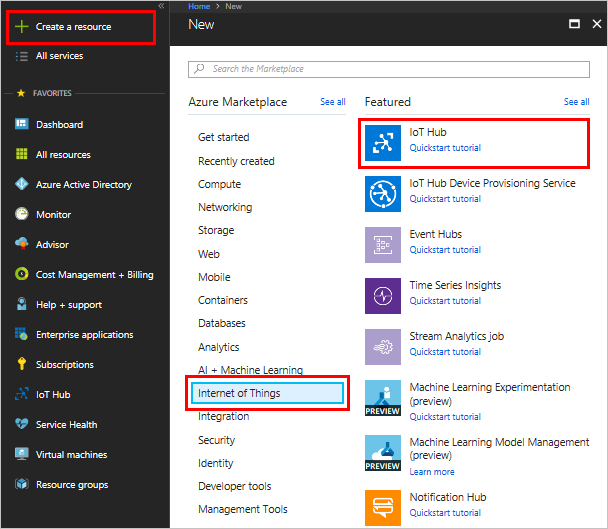 «
Create a resource
All services
FAVORITES
Dashboard
All resources
Azure Active Directory
Monitor
Advisor
Cost Management + Billing
Help + support
Enterprise applications
Subscriptions
IoT Hub
Service Health
Virtual machines
Resource groups
Home > New
New
Search the Marketplace
Azure Marketplace See all
Get started
Recently created
Compute
Networking
Storage
Web
Mobile
Containers
Databases
Analytics
AI + Machine Learning
Internet of Things
Integration
Security
Identity
Developer tools
Management Tools
Featured See all
IoT Hub
Quickstart tutorial
IoT Hub Device Provisioning Service
Quickstart tutorial
Event Hubs
Quickstart tutorial
Time Series Insights
Quickstart tutorial
Stream Analytics job
Quickstart tutorial
PREVIEW
Machine Learning Experimentation
(preview)
Quickstart tutorial
PREVIEW
Machine Learning Model Management
(preview)
Learn more
Notification Hub
Quickstart tutorial